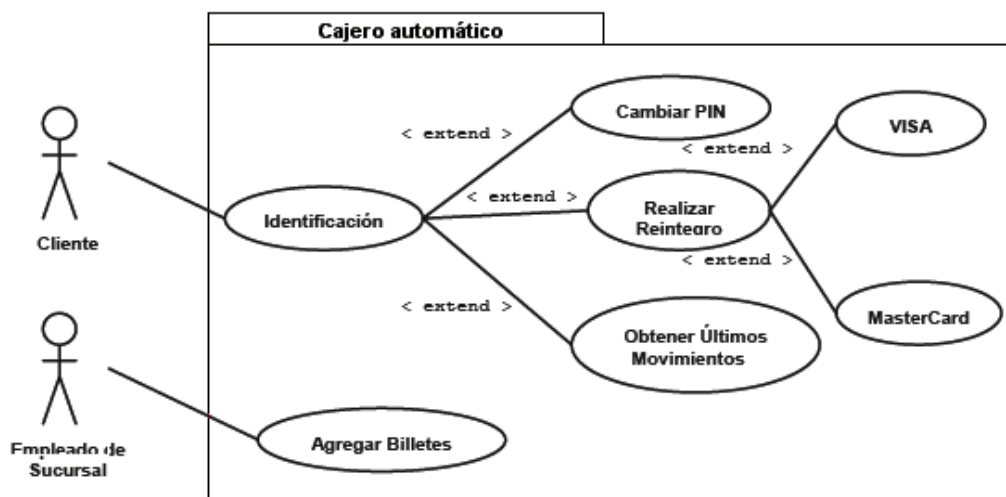 Cajero automático
Cambiar PIN
< extend >
VISA
< extend >
< extend >
Identificación
Realizar
Reintegro
Cliente
< extend >
< extend >
MasterCard
Obtener Últimos
Movimientos
Agregar Billetes
Empleado de
Sucursal